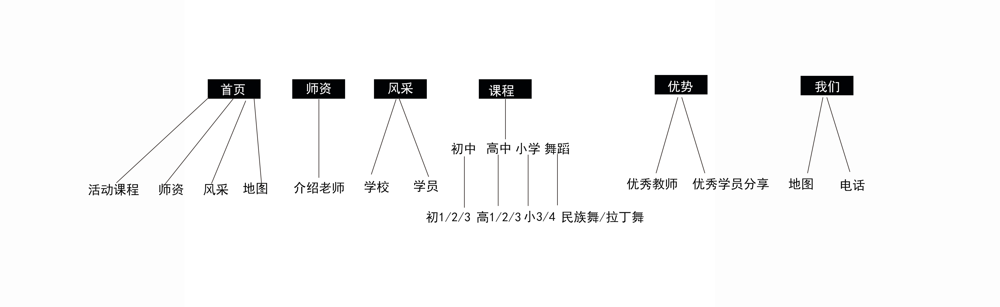 首页
师资
风采
课程
优势
我们
初中 高中 小学 舞蹈
活动课程
师资
风采
地图
介绍老师
学校
学员
优秀教师
优秀学员分享
地图
电话
初1/2/3 高1/2/3 小3/4 民族舞/拉丁舞